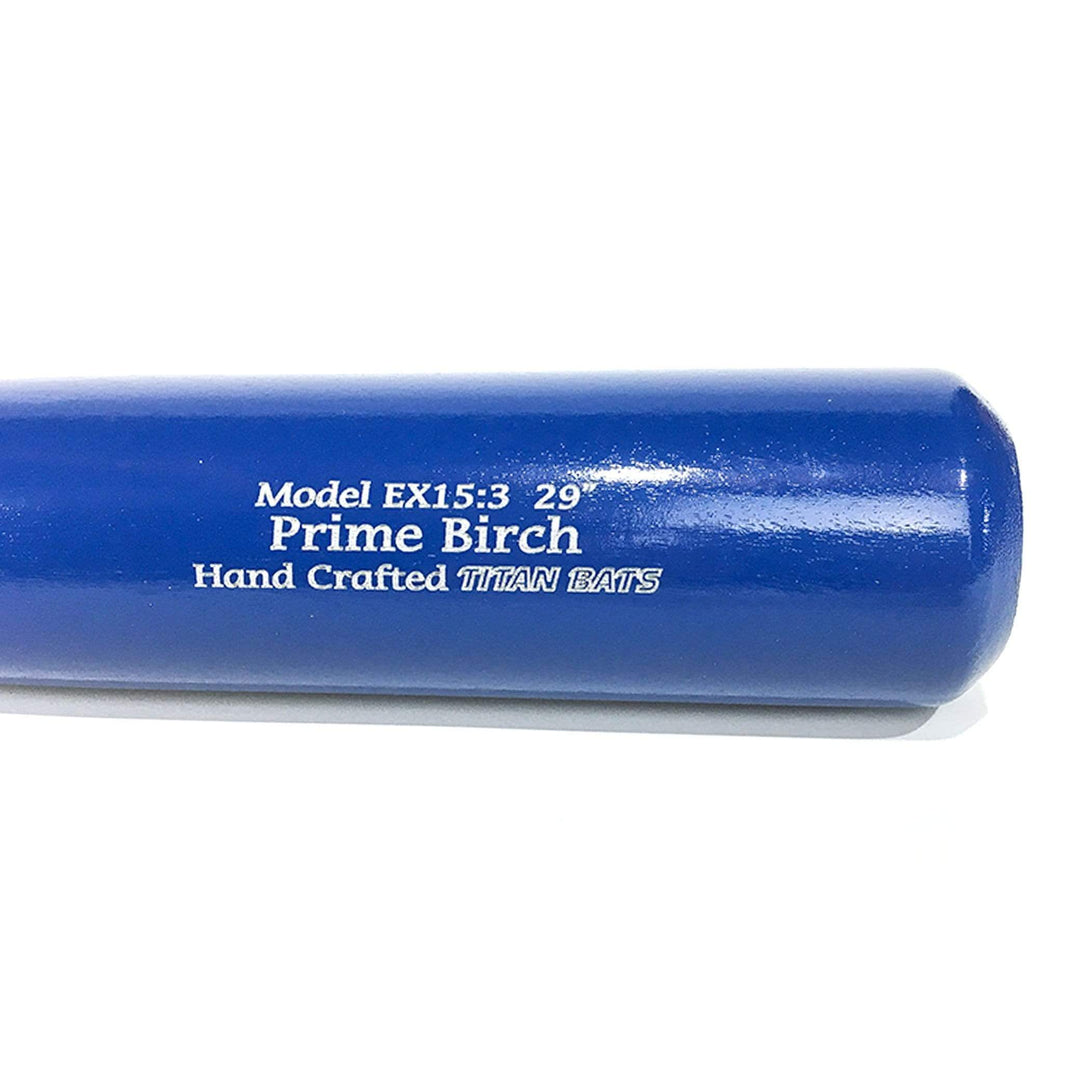 Model EX15:3 29"
Prime Birch
Hand Crafted TITAN BATS